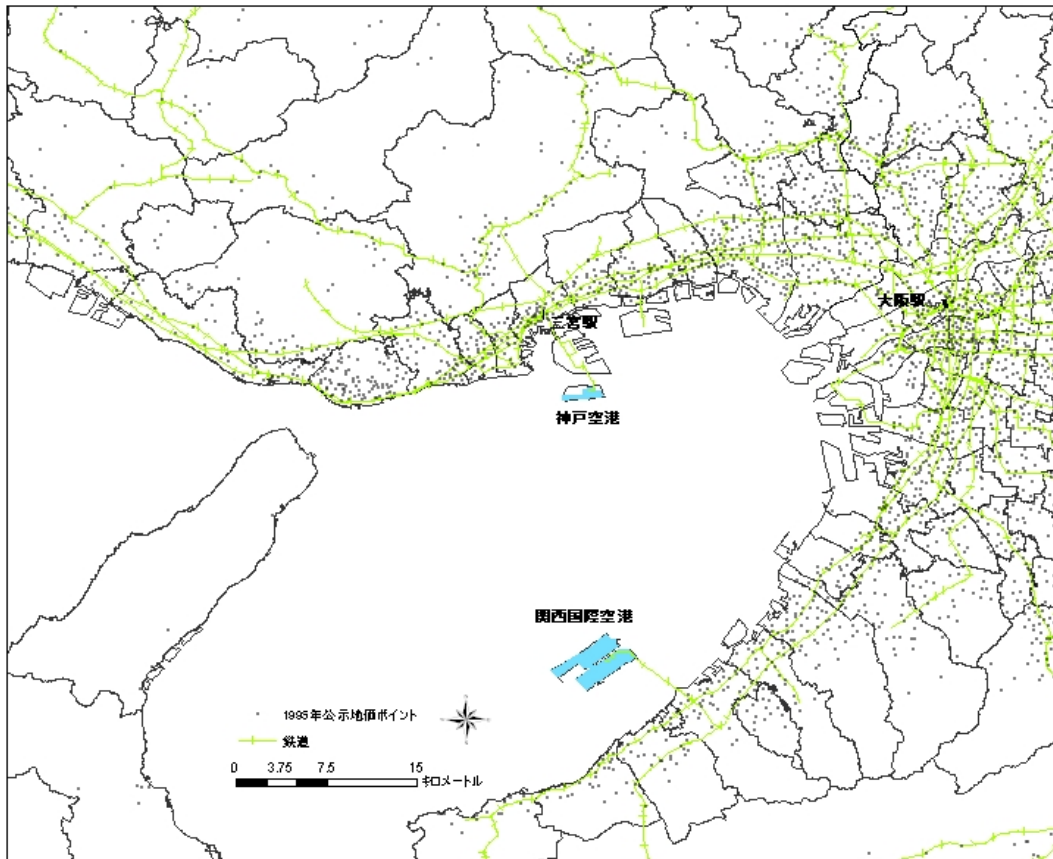 大阪駅
三宮駅
神戸空港
関西国際空港
1995年公示地価ポイント
鉄道
0 3.75 7.5 15
キロメートル